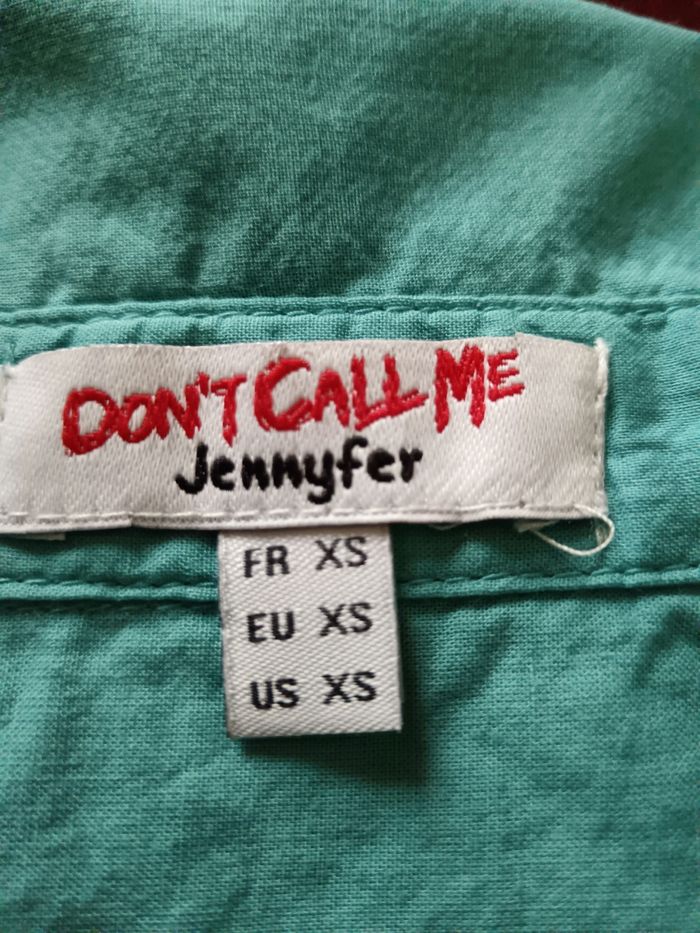 DON'T CALL ME
Jennyfer
FR XS
EU XS
US XS